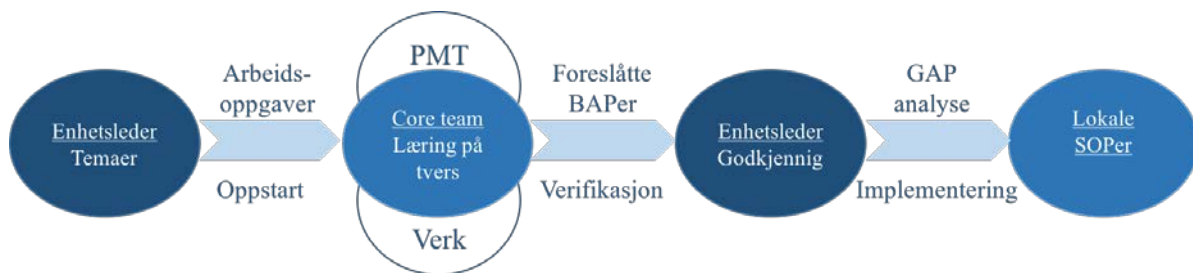 Enhetsleder
Temaer
Arbeids-
oppgaver
Oppstart
PMT
Core team
Læring på
tvers
Verk
Foreslåtte
BAPer
Verifikasjon
Enhetsleder
Godkjennig
GAP
analyse
Implementering
Lokale
SOPer